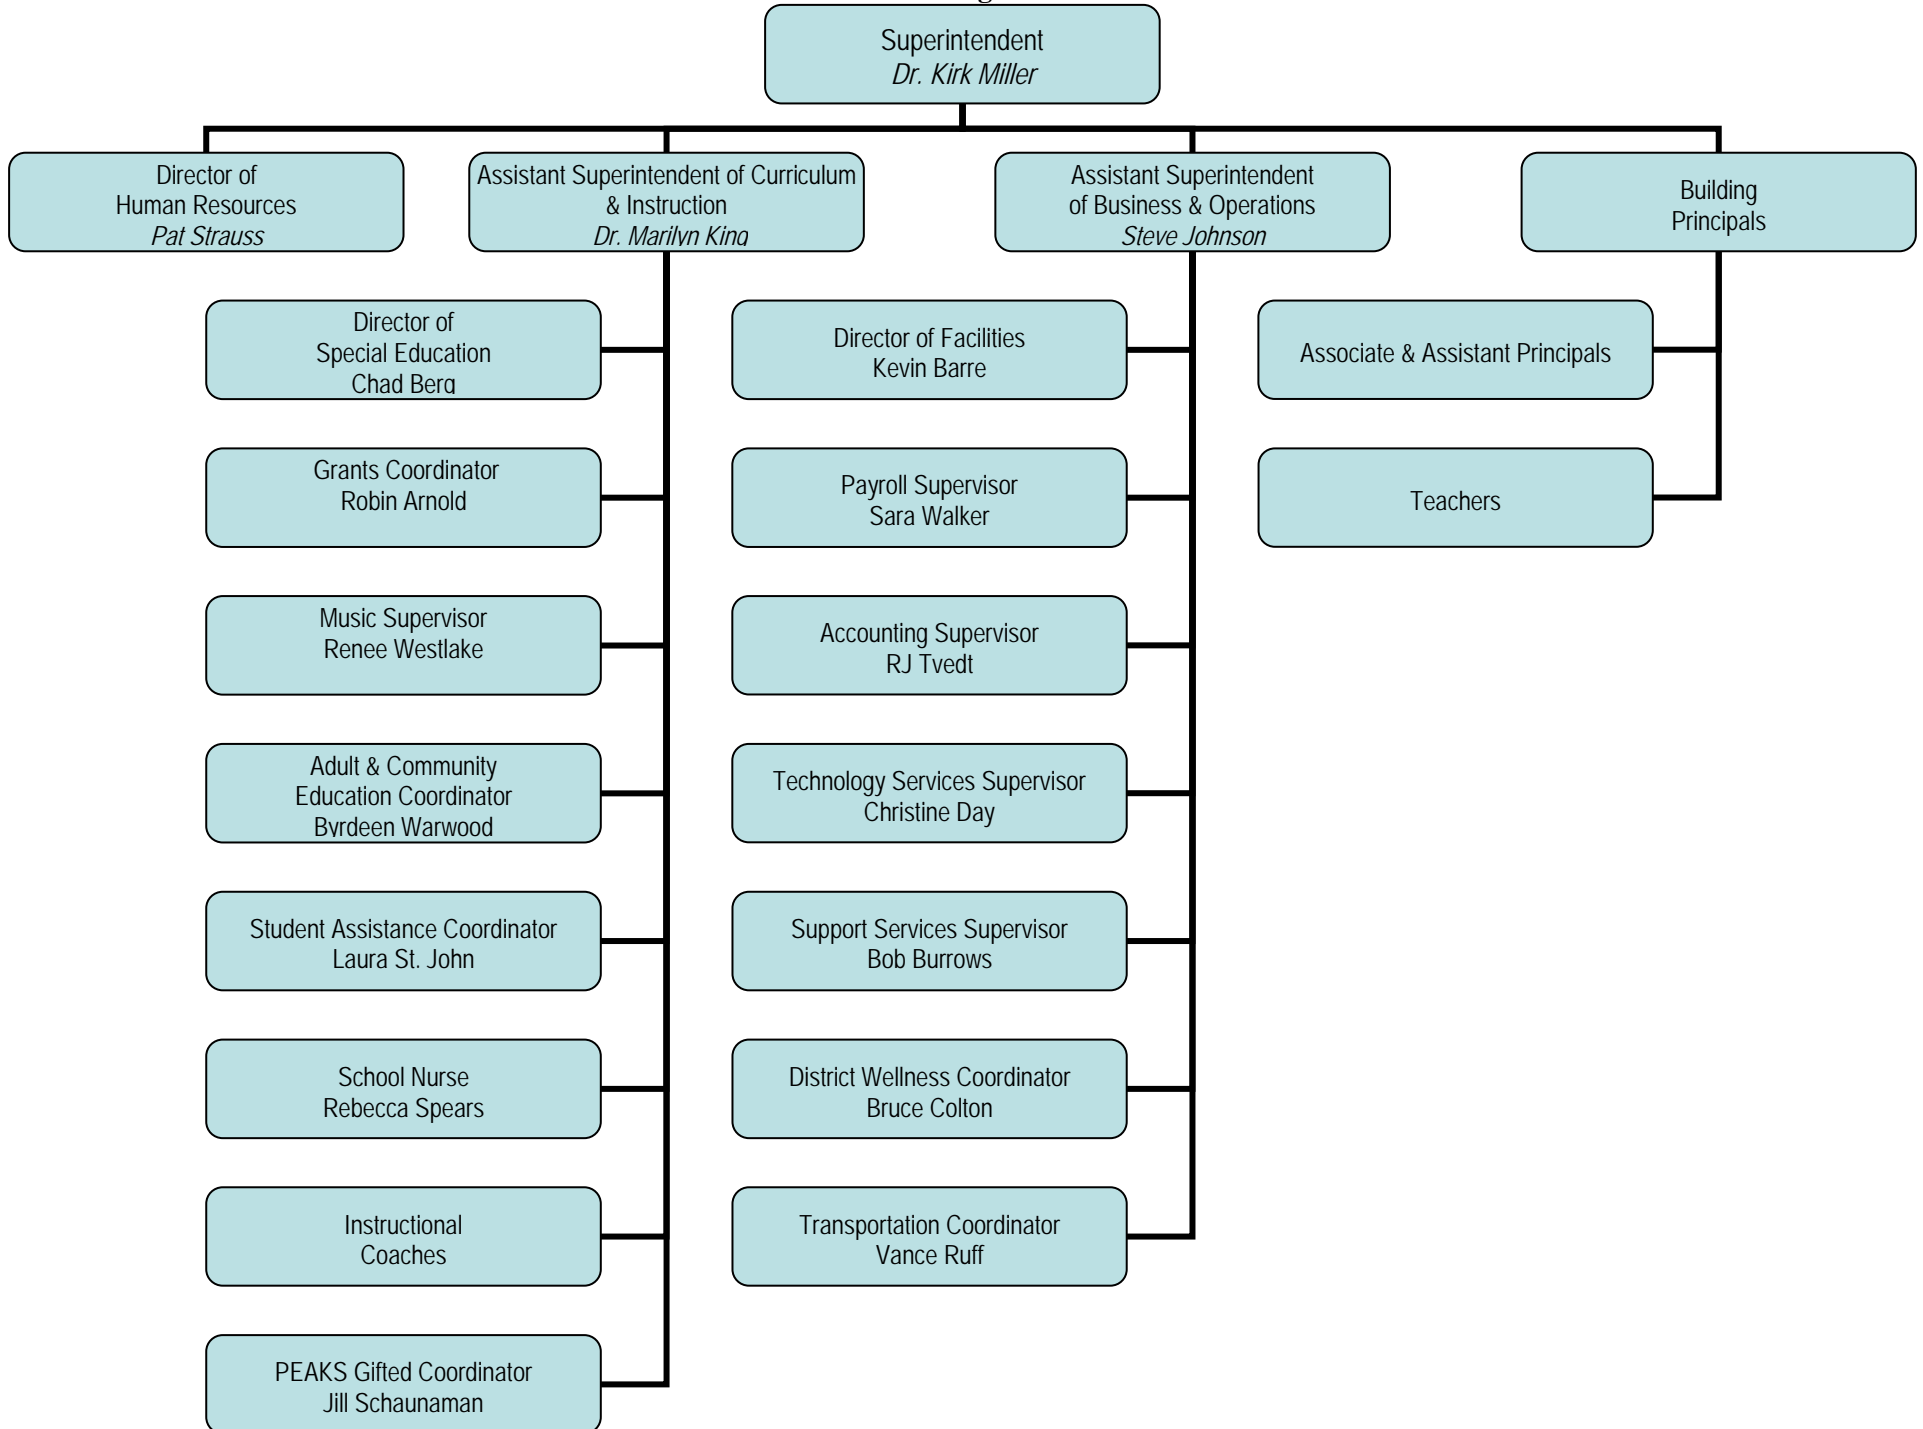 Superintendent
Dr. Kirk Miller
Director of
Human Resources
Pat Strauss
Assistant Superintendent of Curriculum
& Instruction
Dr. Marilyn King
Assistant Superintendent
of Business & Operations
Steve Johnson
Building
Principals
Director of
Special Education
Chad Berg
Director of Facilities
Kevin Barre
Associate & Assistant Principals
Grants Coordinator
Robin Arnold
Payroll Supervisor
Sara Walker
Teachers
Music Supervisor
Renee Westlake
Accounting Supervisor
RJ Tvedt
Adult & Community
Education Coordinator
Byrdeen Warwood
Technology Services Supervisor
Christine Day
Student Assistance Coordinator
Laura St. John
Support Services Supervisor
Bob Burrows
School Nurse
Rebecca Spears
District Wellness Coordinator
Bruce Colton
Instructional
Coaches
Transportation Coordinator
Vance Ruff
PEAKS Gifted Coordinator
Jill Schaunaman